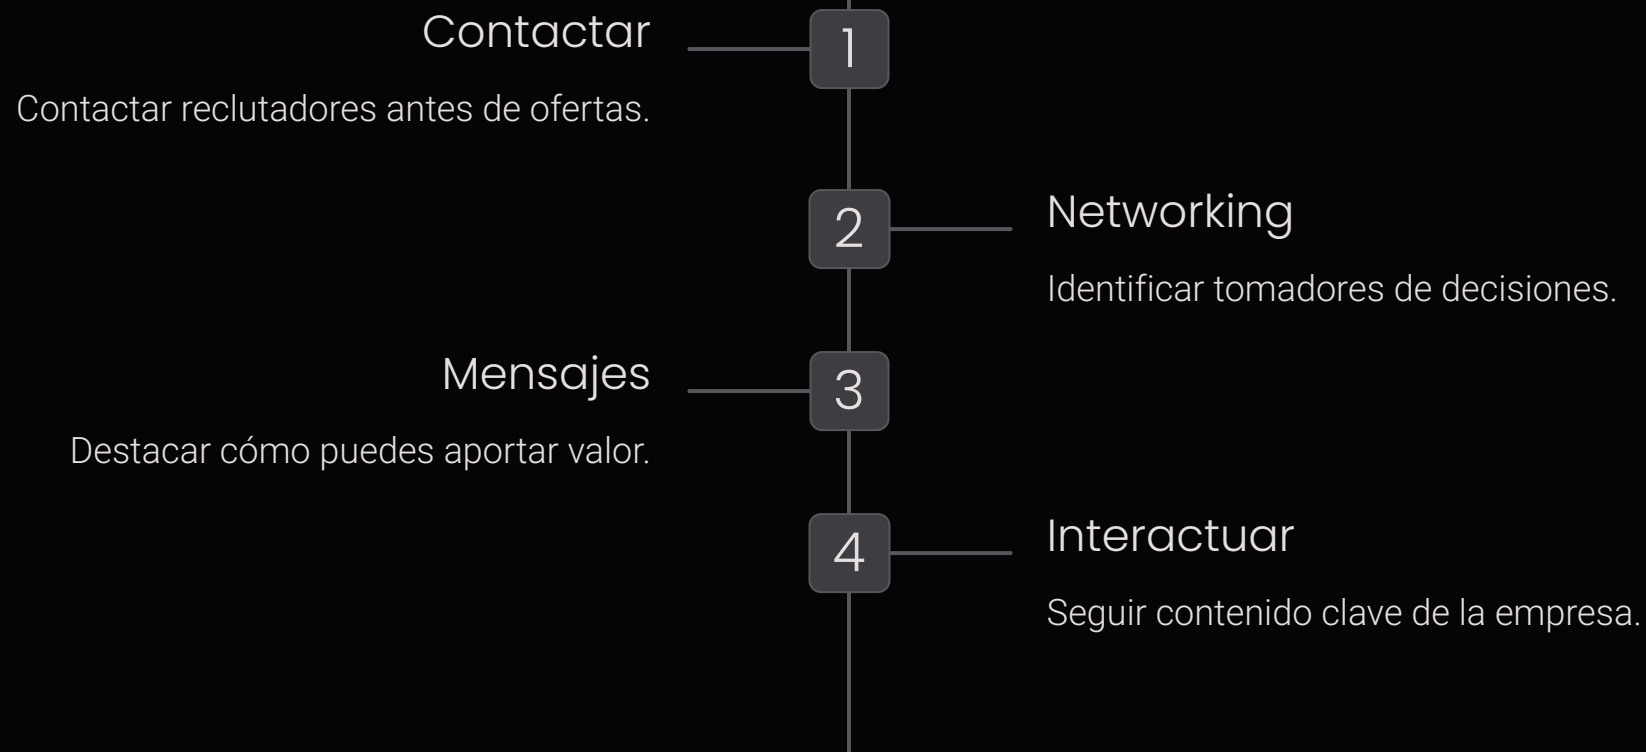 Contactar
1
Contactar reclutadores antes de ofertas.
2
Networking
Identificar tomadores de decisiones.
Mensajes
3
Destacar cómo puedes aportar valor.
4
Interactuar
Seguir contenido clave de la empresa.